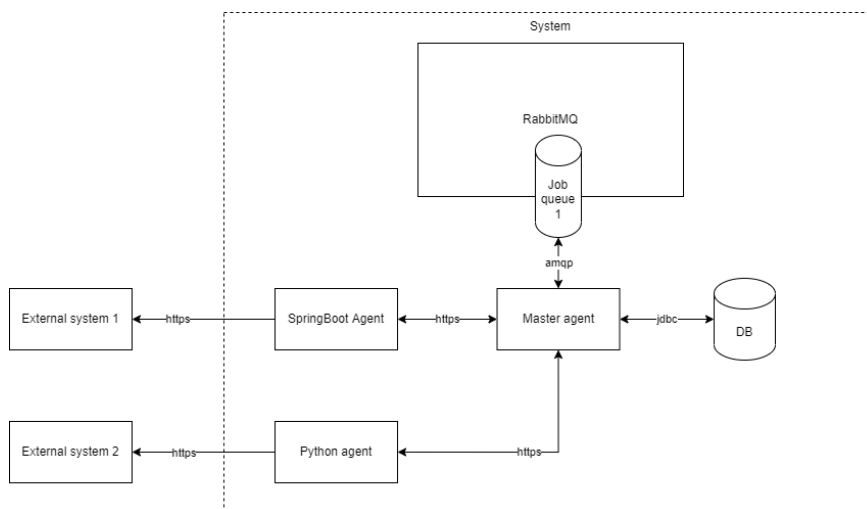 System
RabbitMQ
Job
queue
1
amqp
External system 1
https
SpringBoot Agent
https
Master agent
jdbc
DB
External system 2
https
Python agent
https